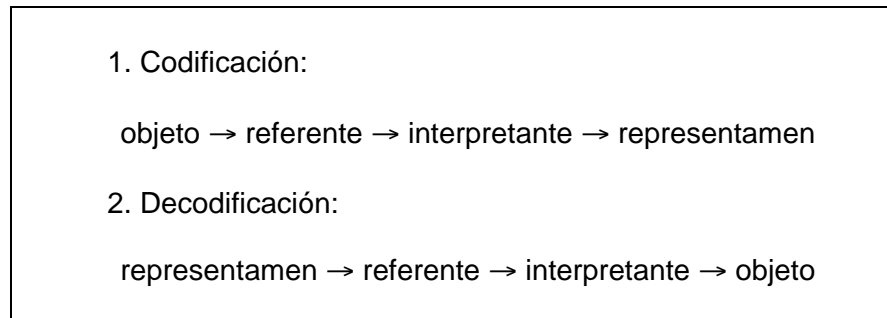 1. Codificación:
objeto → referente → interpretante → representamen
2. Decodificación:
representamen → referente → interpretante → objeto